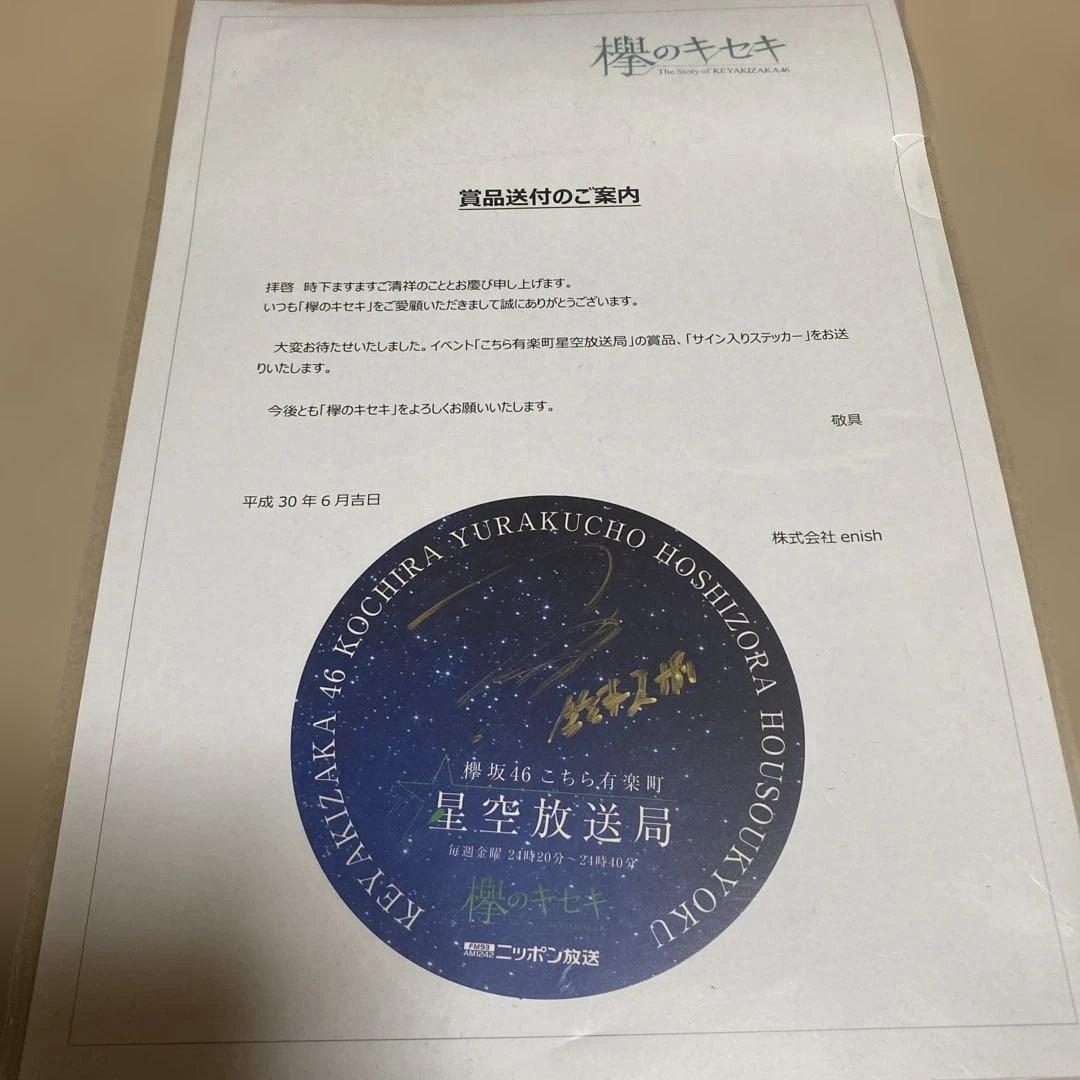 欅のキセキ
The Story of KEYAKIZAKA46
賞品送付のご案内
拝啓　時下ますますご清祥のこととお慶び申し上げます。
いつも「欅のキセキ」をご愛顧いただきまして誠にありがとうございます。
大変お待たせいたしました。イベント「こちら有楽町星空放送局」の賞品、「サイン入りステッカー」をお送
りいたします。
今後とも「欅のキセキ」をよろしくお願いいたします。
敬具
平成 30 年 6 月吉日
株式会社 enish
KEYAKIZAKA 46 KOCHIRA YURAKUCHO HOSHIZORA HOUSOUKYOKU
欅坂46 こちら有楽町
星空放送局
毎週金曜 24時20分～24時40分
欅のキセキ
FM93
AM1242 ニッポン放送